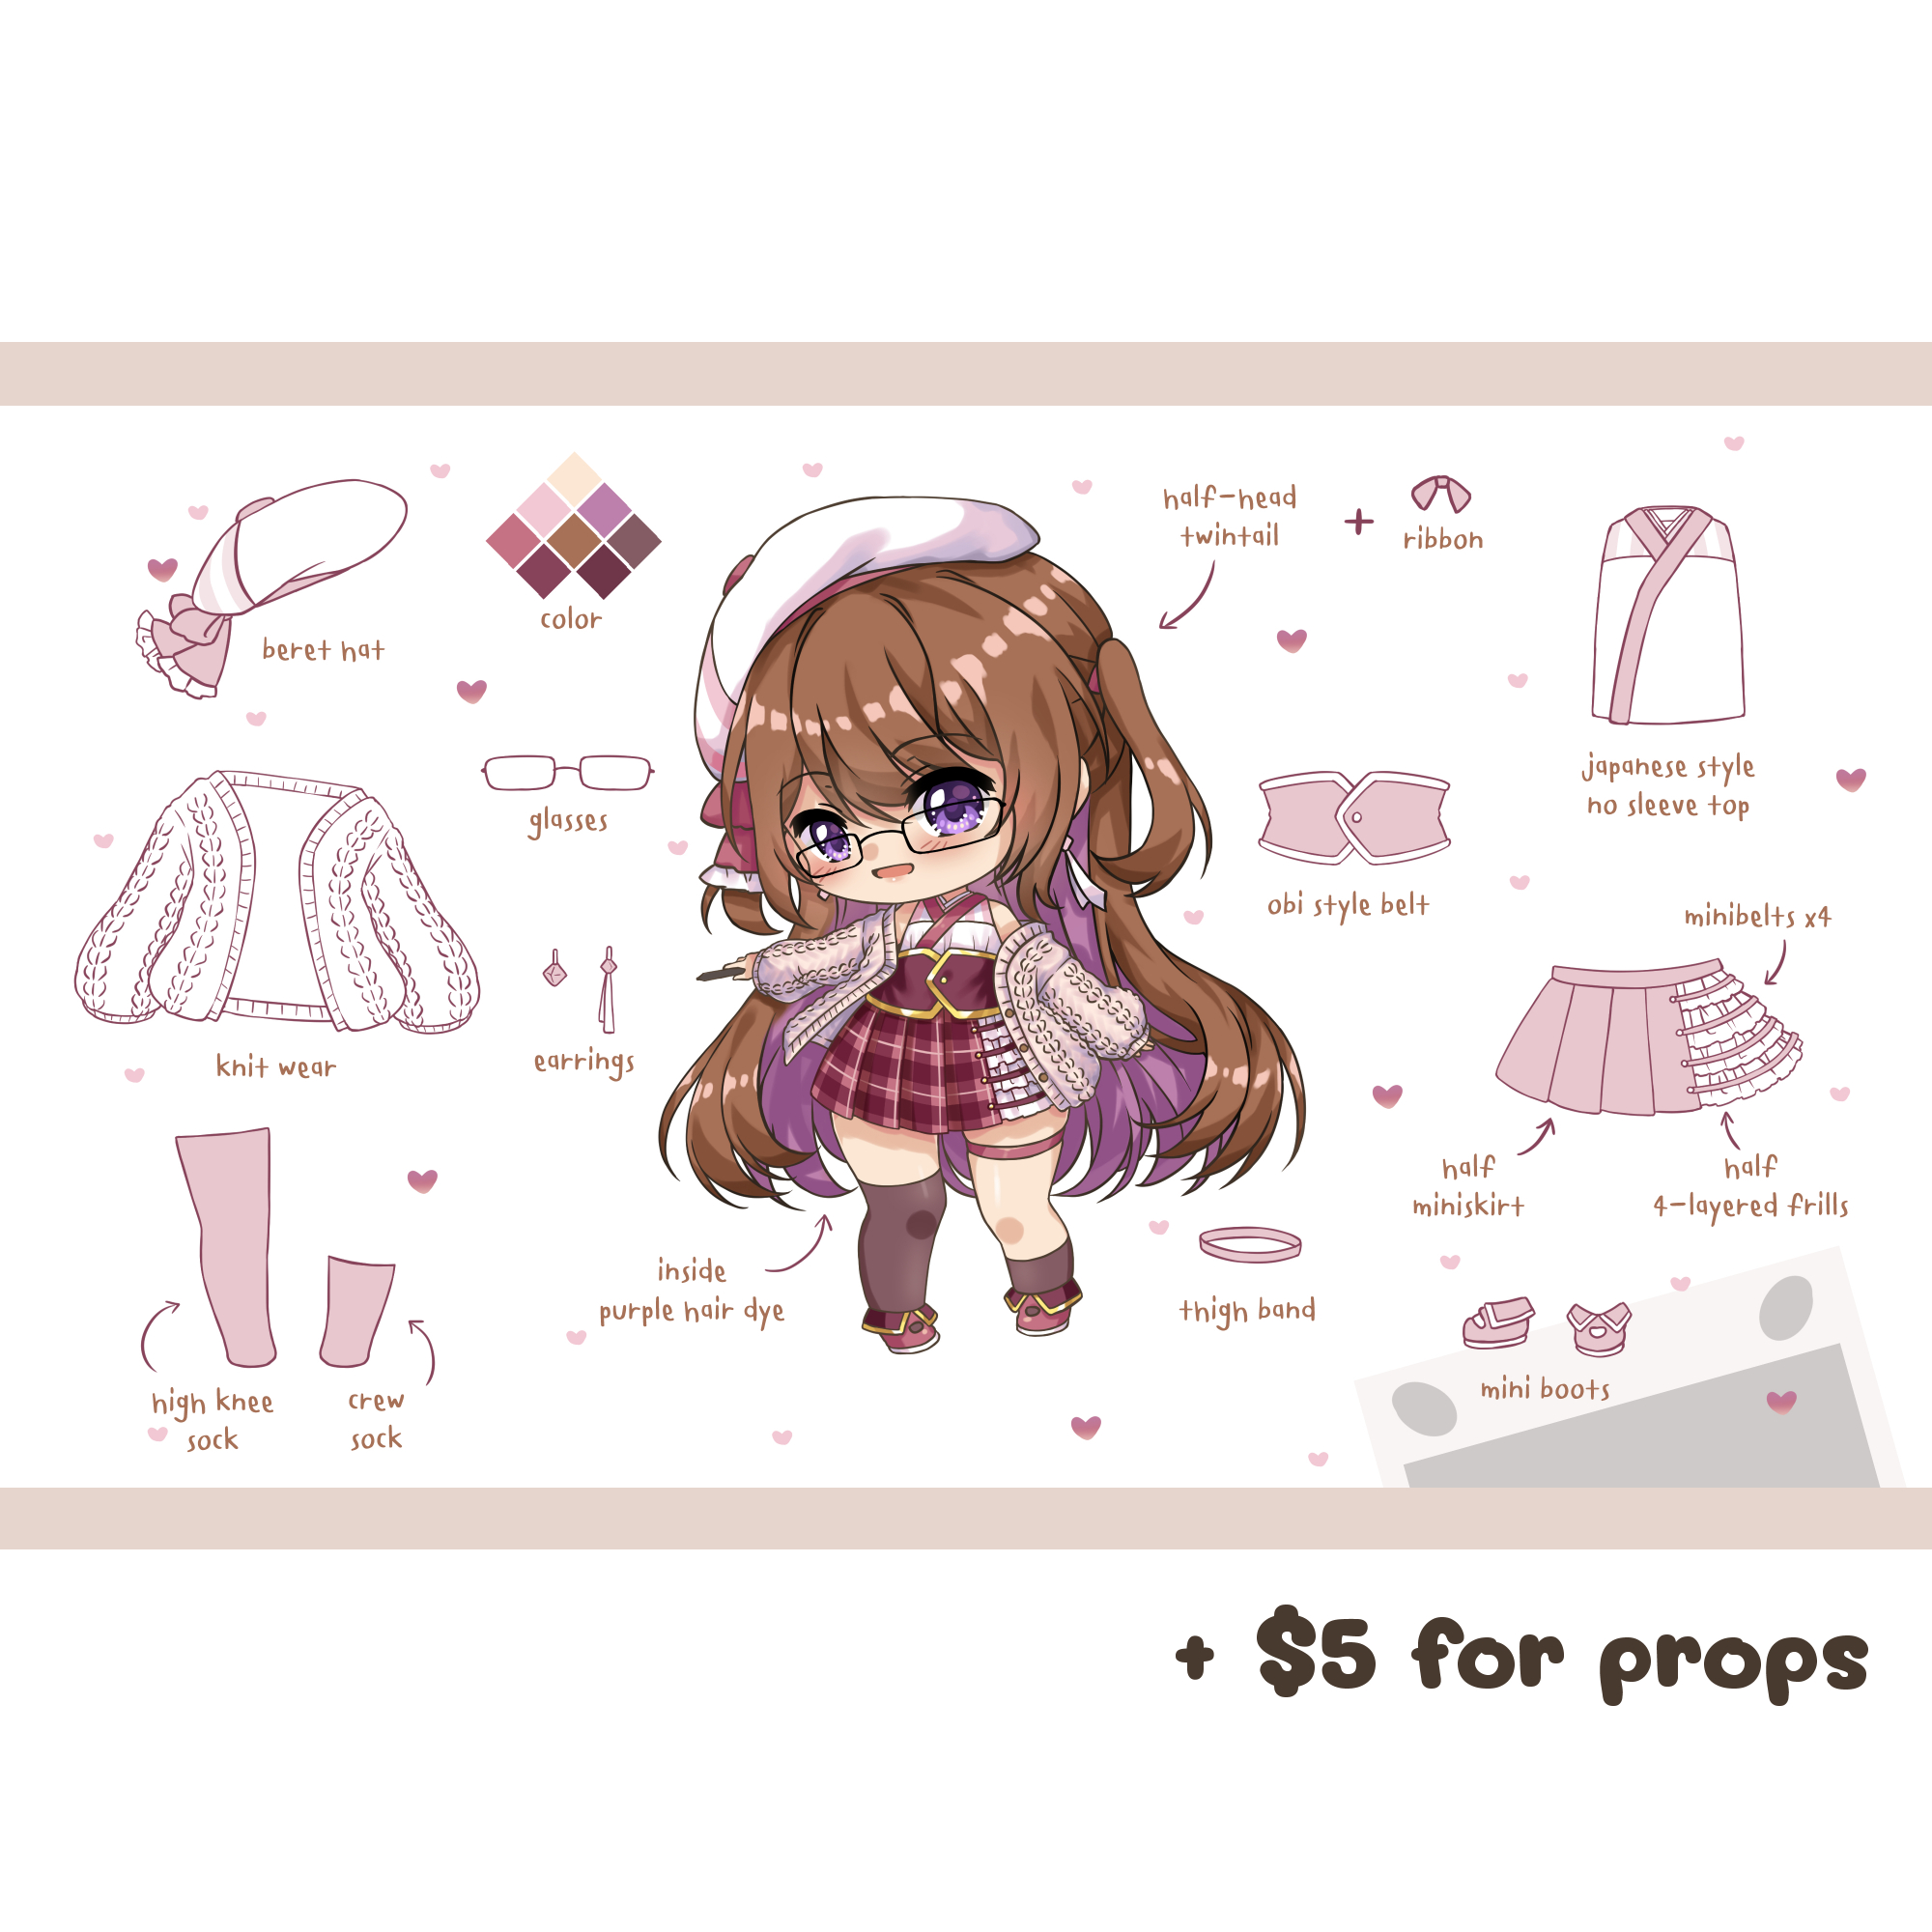 half-head
twintail
+
ribbon
color
beret hat
japanese style
no sleeve top
glasses
obi style belt
minibelts x4
knit wear
earrings
half
miniskirt
half
4-layered frills
inside
purple hair dye
thigh band
mini boots
high knee
sock
crew
sock
+ $5 for props